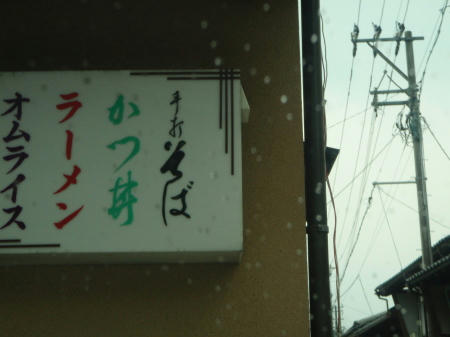 手打そば
かつ丼
ラーメン
オムライス